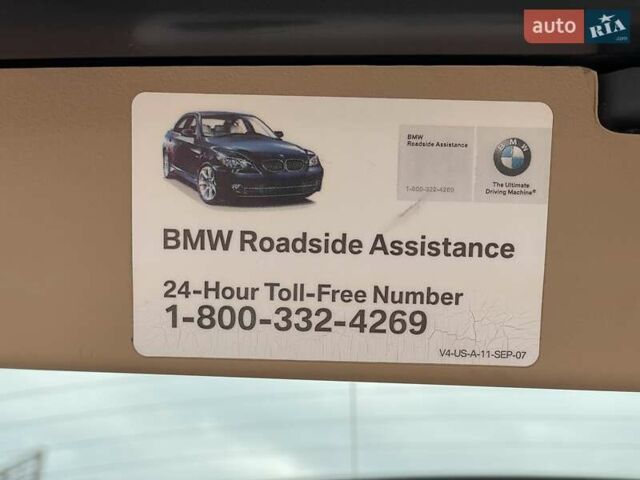 auto RIA.com
BMW
Roadside Assistance
1-800-332-4269
BMW
The Ultimate
Driving Machine®
BMW Roadside Assistance
24-Hour Toll-Free Number
1-800-332-4269
V4-US-A-11-SEP-07